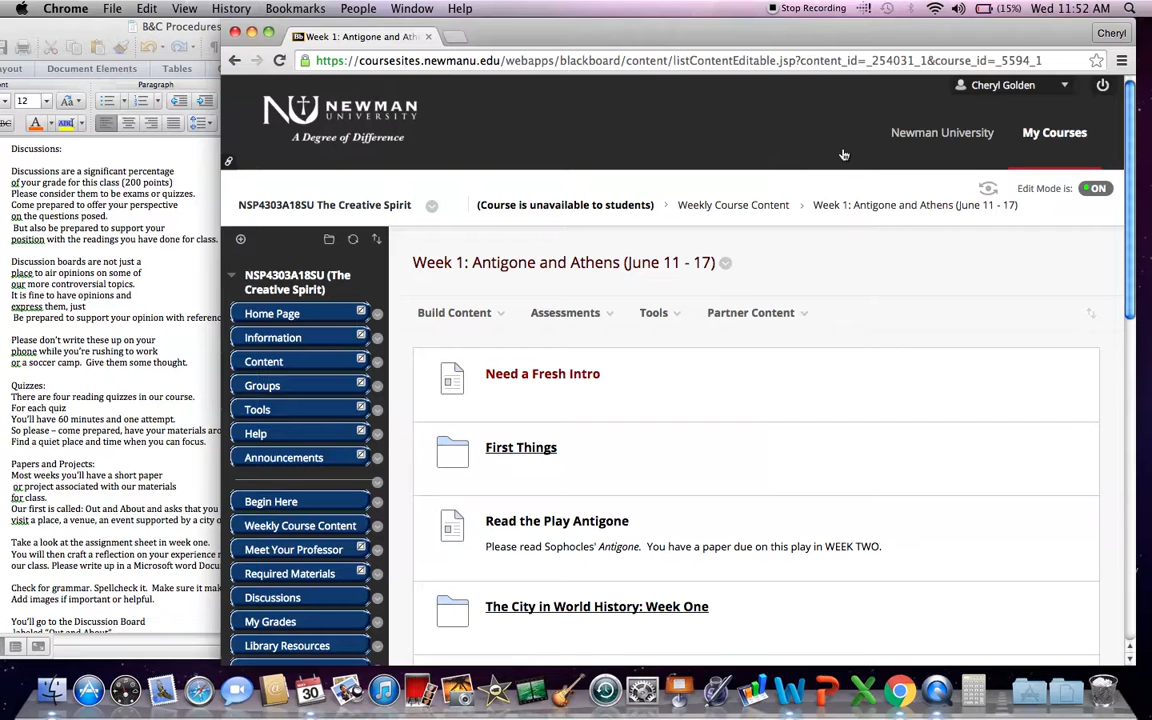 Chrome File Edit View History Bookmarks People Window Help Stop Recording (15%) Wed 11:52 AM
B&C Procedures
Week 1: Antigone and Ath
Cheryl
https://coursesites.newmanu.edu/webapps/blackboard/content/listContentEditable.jsp?content_id=_254031_1&course_id=_5594_1
Document Elements Tables
Paragraph
12
Cheryl Golden
NEWMAN
UNIVERSITY
A Degree of Difference
Newman University My Courses
Edit Mode is: ON
NSP4303A18SU The Creative Spirit (Course is unavailable to students) Weekly Course Content Week 1: Antigone and Athens (June 11 - 17)
NSP4303A18SU (The
Creative Spirit)
Home Page
Information
Content
Groups
Tools
Help
Announcements
Begin Here
Weekly Course Content
Meet Your Professor
Required Materials
Discussions
My Grades
Library Resources
Week 1: Antigone and Athens (June 11 - 17)
Build Content Assessments Tools Partner Content
Need a Fresh Intro
First Things
Read the Play Antigone
Please read Sophocles' Antigone. You have a paper due on this play in WEEK TWO.
The City in World History: Week One
Discussions:
Discussions are a significant percentage
of your grade for this class (200 points)
Please consider them to be exams or quizzes.
Come prepared to offer your perspective
on the questions posed.
But also be prepared to support your
position with the readings you have done for class.
Discussion boards are not just a
place to air opinions on some of
our more controversial topics.
It is fine to have opinions and
express them, just
Be prepared to support your opinion with referenc
Please don't write these up on your
phone while you're rushing to work
or a soccer camp. Give them some thought.
Quizzes:
There are four reading quizzes in our course.
For each quiz
You'll have 60 minutes and one attempt.
So please – come prepared, have your materials aro
Find a quiet place and time when you can focus.
Papers and Projects:
Most weeks you'll have a short paper
or project associated with our materials
for class.
Our first is called: Out and About and asks that you
visit a place, a venue, an event supported by a city o
Take a look at the assignment sheet in week one.
You will then craft a reflection on your experience
our class. Please write up in a Microsoft word Docu
Check for grammar. Spellcheck it. Make sure it mak
Add images if important or helpful.
You'll go to the Discussion Board
labeled "Out and About"